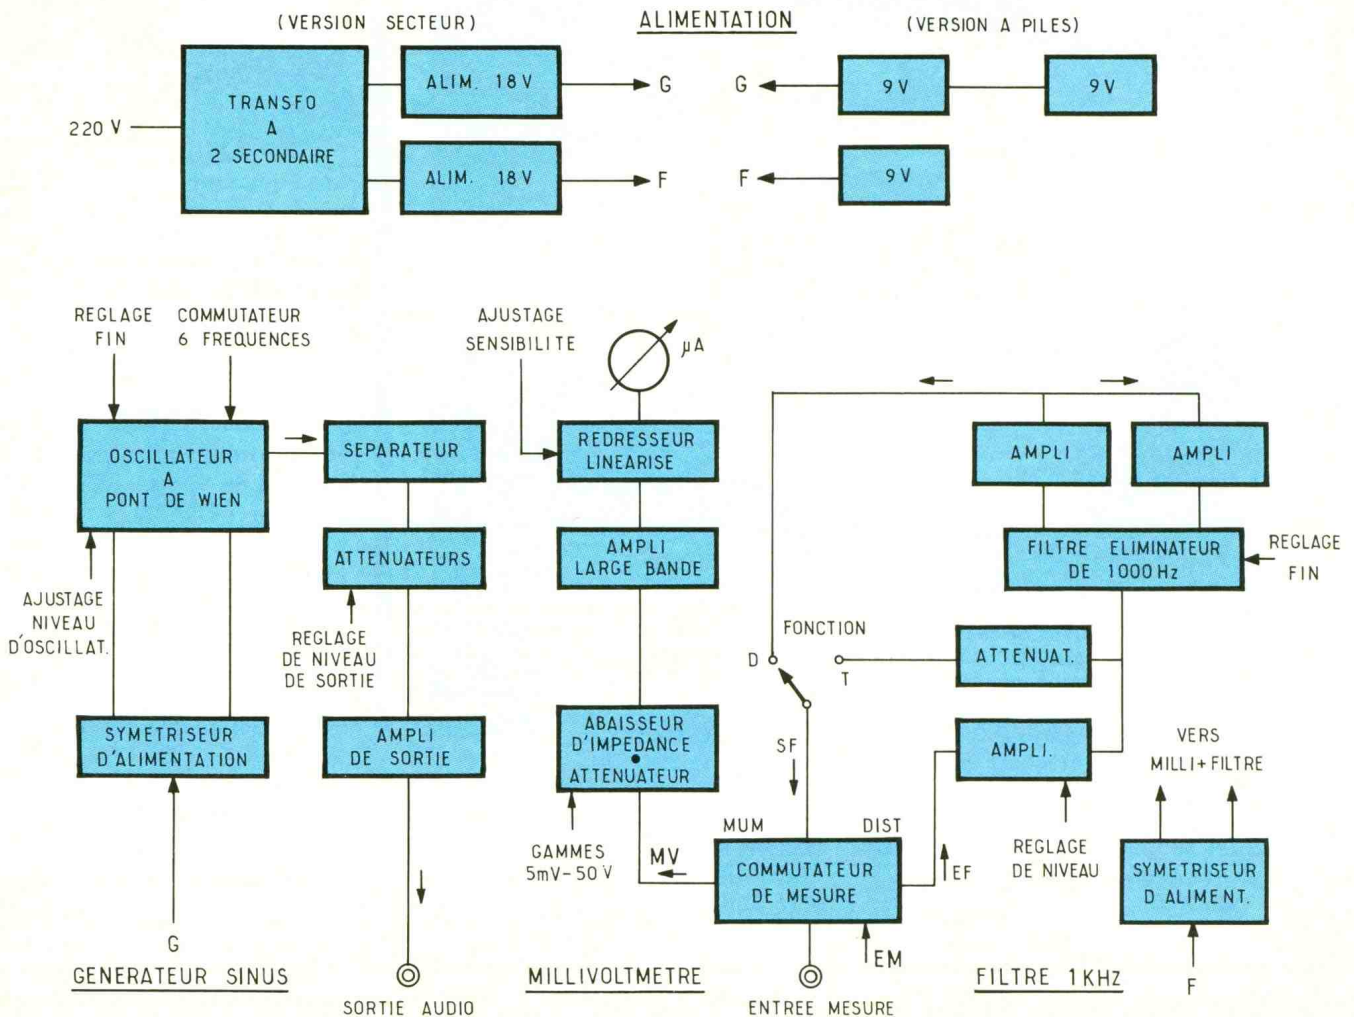 (VERSION SECTEUR)
ALIMENTATION
(VERSION A PILES)
220 V
TRANSFO
A
2 SECONDAIRE
ALIM. 18 V
G
ALIM. 18 V
F
G
9 V
9 V
F
9 V
REGLAGE
FIN
COMMUTATEUR
6 FREQUENCES
OSCILLATEUR
A
PONT DE WIEN
AJUSTAGE
NIVEAU
D'OSCILLAT.
SYMETRISEUR
D'ALIMENTATION
G
GENERATEUR SINUS
SEPARATEUR
ATTENUATEURS
REGLAGE
DE NIVEAU
DE SORTIE
AMPLI
DE SORTIE
SORTIE AUDIO
AJUSTAGE
SENSIBILITE
μA
REDRESSEUR
LINEARISE
AMPLI
LARGE BANDE
ABAISSEUR
D'IMPEDANCE
•
ATTENUATEUR
GAMMES
5mV-50V
MV
MILLIVOLTMETRE
FONCTION
D
T
SF
MUM
DIST
COMMUTATEUR
DE MESURE
EF
EM
ENTREE MESURE
AMPLI
AMPLI
FILTRE ELIMINATEUR
DE 1000 Hz
REGLAGE
FIN
ATTENUAT.
AMPLI.
REGLAGE
DE NIVEAU
VERS
MILLI+FILTRE
SYMETRISEUR
D ALIMENT.
F
FILTRE 1KHZ